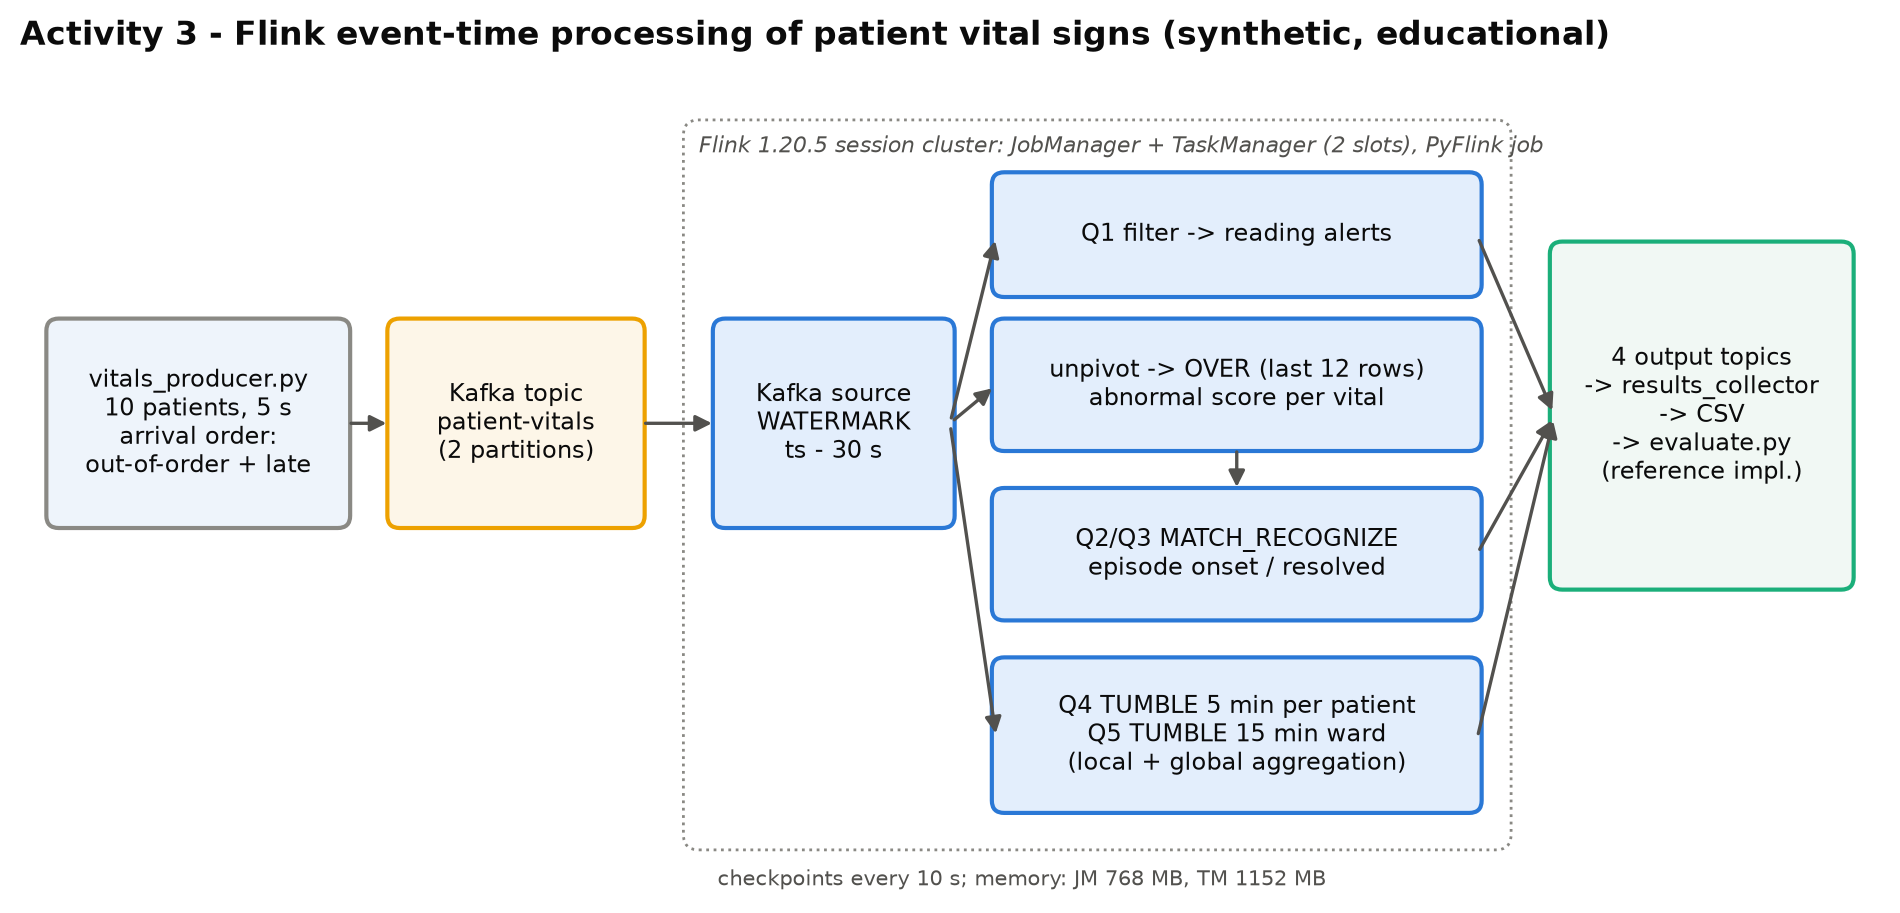 Activity 3 - Flink event-time processing of patient vital signs (synthetic, educational)
Flink 1.20.5 session cluster: JobManager + TaskManager (2 slots), PyFlink job
vitals_producer.py
10 patients, 5 s
arrival order:
out-of-order + late
Kafka topic
patient-vitals
(2 partitions)
Kafka source
WATERMARK
ts - 30 s
Q1 filter -> reading alerts
unpivot -> OVER (last 12 rows)
abnormal score per vital
Q2/Q3 MATCH_RECOGNIZE
episode onset / resolved
Q4 TUMBLE 5 min per patient
Q5 TUMBLE 15 min ward
(local + global aggregation)
4 output topics
-> results_collector
-> CSV
-> evaluate.py
(reference impl.)
checkpoints every 10 s; memory: JM 768 MB, TM 1152 MB